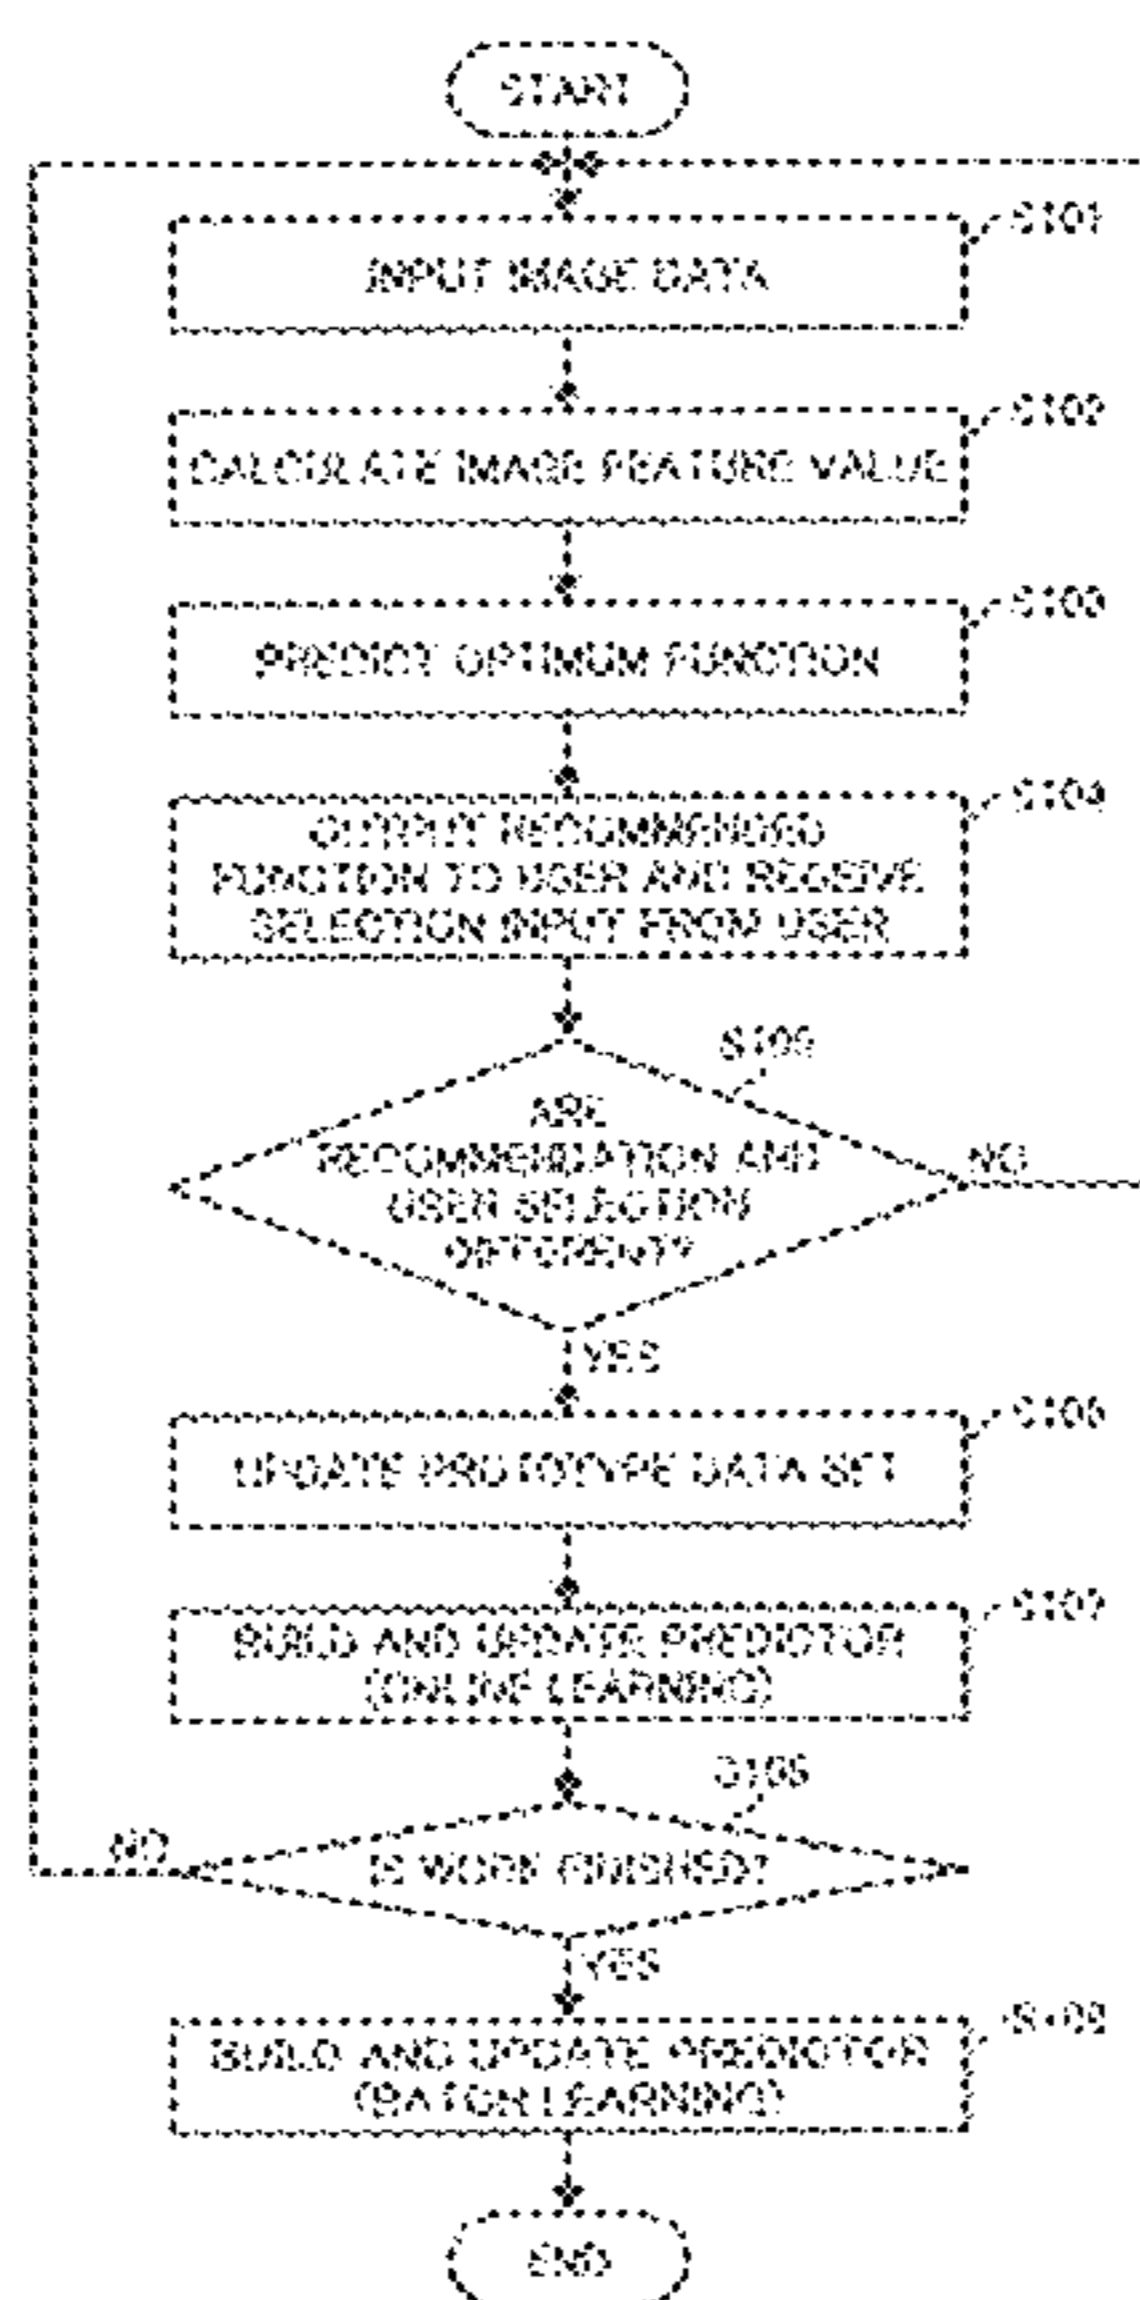 START
S101
INPUT IMAGE DATA
S102
CALCULATE IMAGE FEATURE VALUE
S103
PREDICT OPTIMUM FUNCTION
S104
OUTPUT RECOMMENDED
FUNCTION TO USER AND RECEIVE
SELECTION INPUT FROM USER
S105
ARE
RECOMMENDATION AND
USER SELECTION
DIFFERENT?
NO
YES
S106
UPDATE PROTOTYPE DATA SET
S107
BUILD AND UPDATE PREDICTOR
(ONLINE LEARNING)
S108
IS WORK FINISHED?
NO
YES
S109
BUILD AND UPDATE PREDICTOR
(BATCH LEARNING)
END